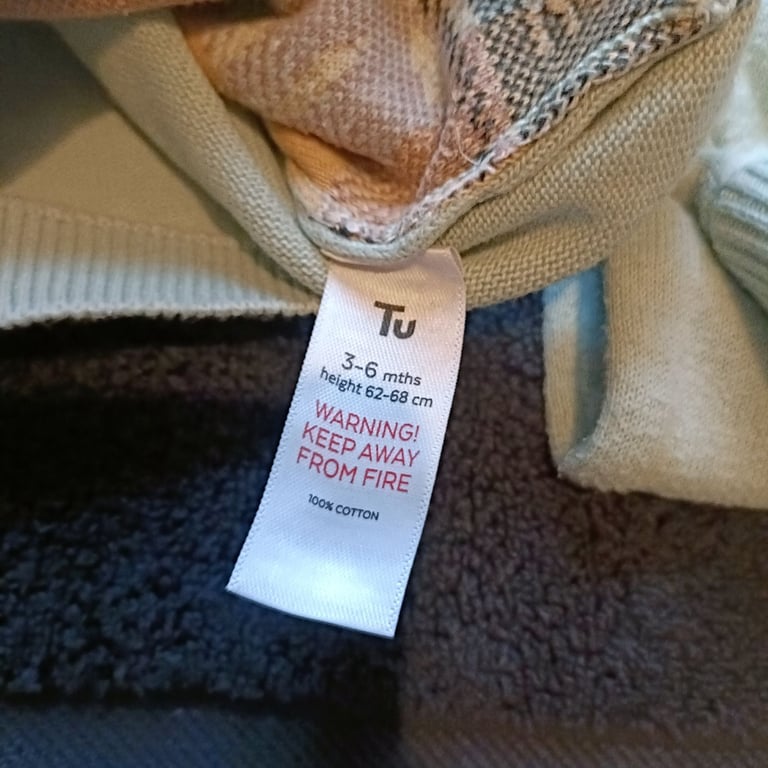 Tu
3-6 mths
height 62-68 cm
WARNING!
KEEP AWAY
FROM FIRE
100% COTTON